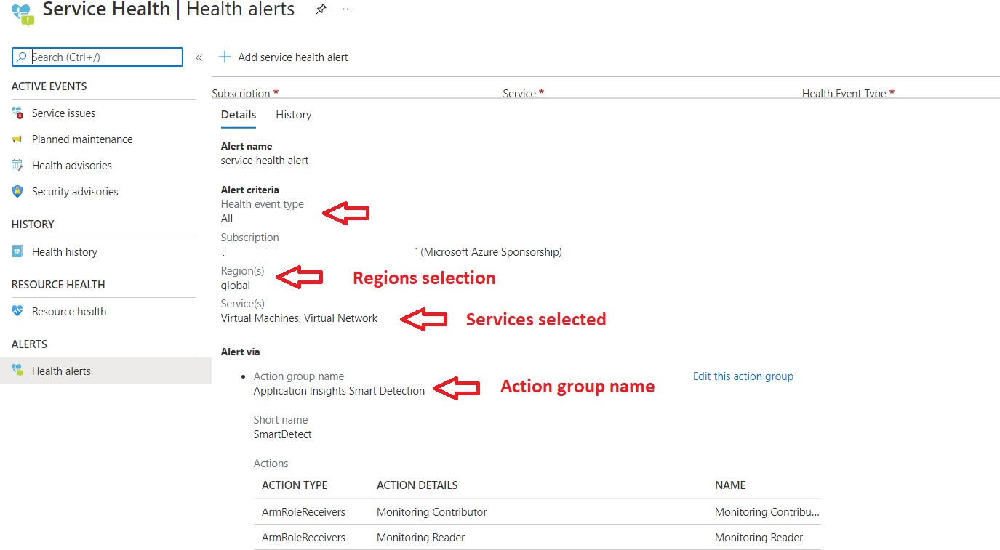 Service Health | Health alerts
Search (Ctrl+/)
«
Add service health alert
ACTIVE EVENTS
Service issues
Planned maintenance
Health advisories
Security advisories
HISTORY
Health history
RESOURCE HEALTH
Resource health
ALERTS
Health alerts
Subscription * Service * Health Event Type *
Details History
Alert name
service health alert
Alert criteria
Health event type
All
Subscription
(Microsoft Azure Sponsorship)
Region(s)
global
Regions selection
Service(s)
Virtual Machines, Virtual Network
Services selected
Alert via
• Action group name
Application Insights Smart Detection
Action group name
Edit this action group
Short name
SmartDetect
Actions
ACTION TYPE ACTION DETAILS NAME
ArmRoleReceivers Monitoring Contributor Monitoring Contribu...
ArmRoleReceivers Monitoring Reader Monitoring Reader